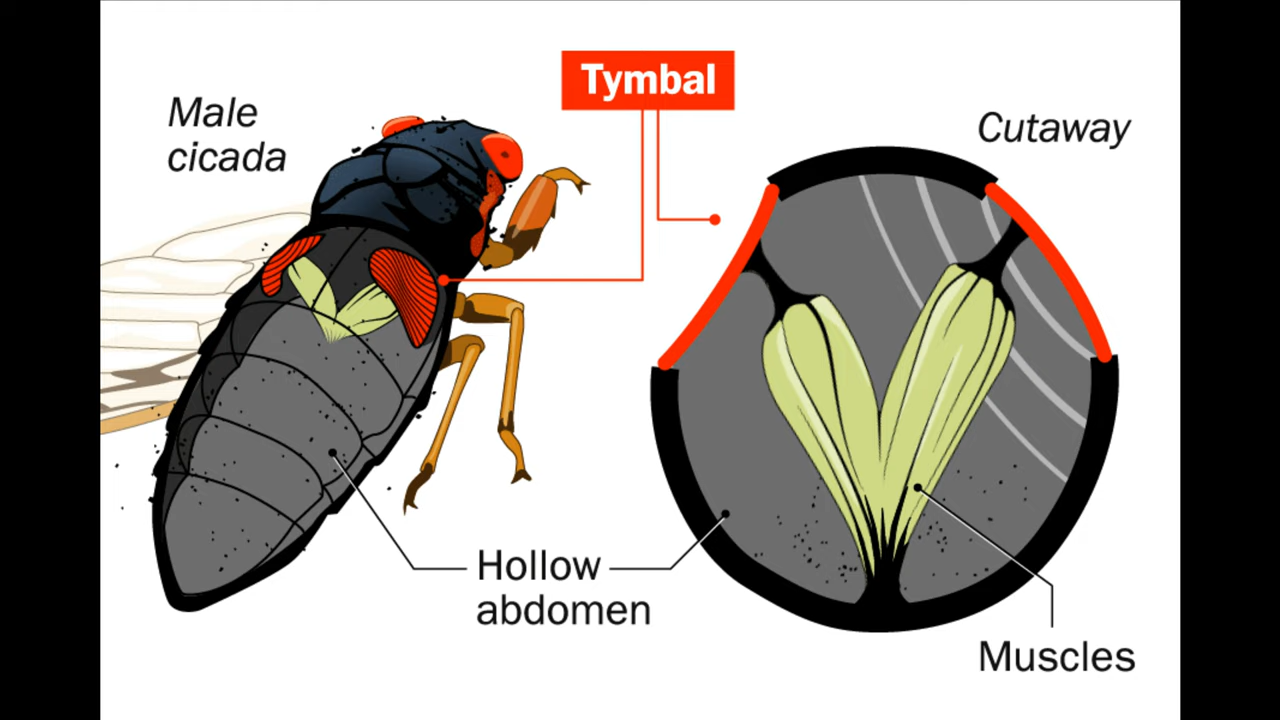 Tymbal
Male
cicada
Cutaway
Hollow
abdomen
Muscles